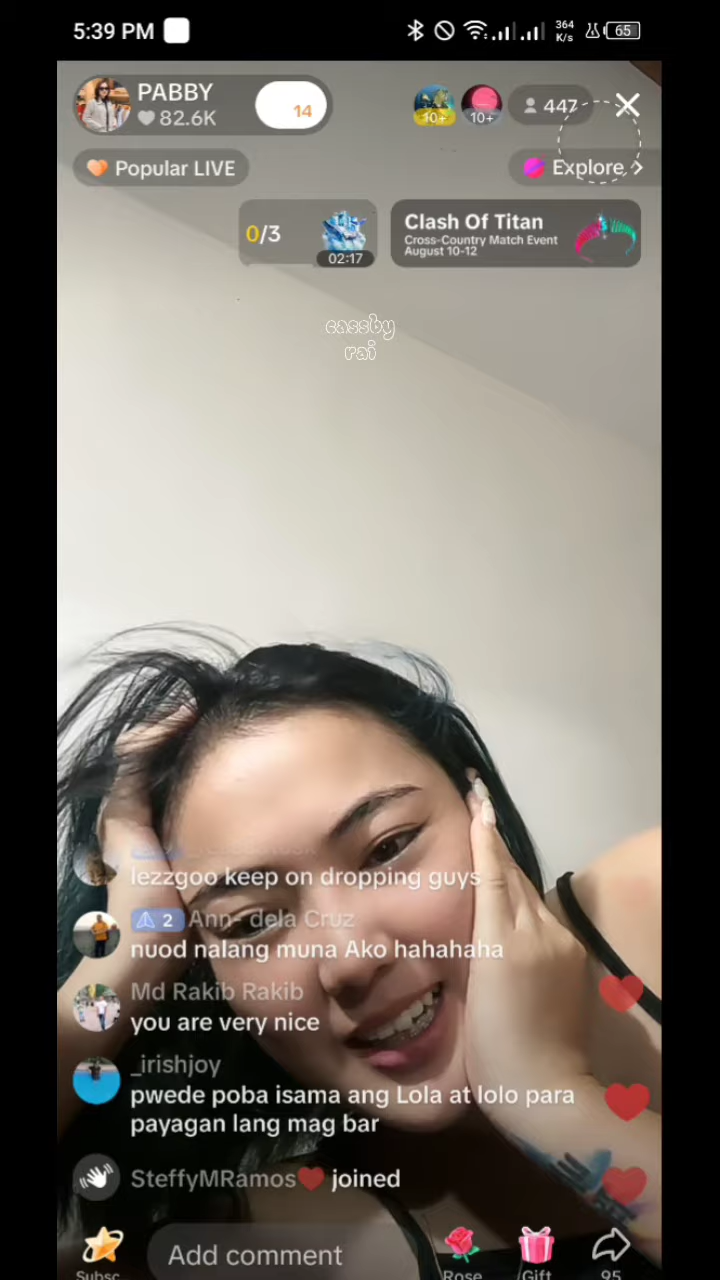 5:39 PM
364
K/s
65
PABBY
14
82.6K
10+
10+
447
Popular LIVE
Explore
0/3
02:17
Clash Of Titan
Cross-Country Match Event
August 10-12
cassby
rai
lezzgoo keep on dropping guys
2 Ann- dela Cruz
nuod nalang muna Ako hahahaha
Md Rakib Rakib
you are very nice
_irishjoy
pwede poba isama ang Lola at lolo para
payagan lang mag bar
SteffyMRamos joined
Add comment
Subsc
Rose
Gift
95